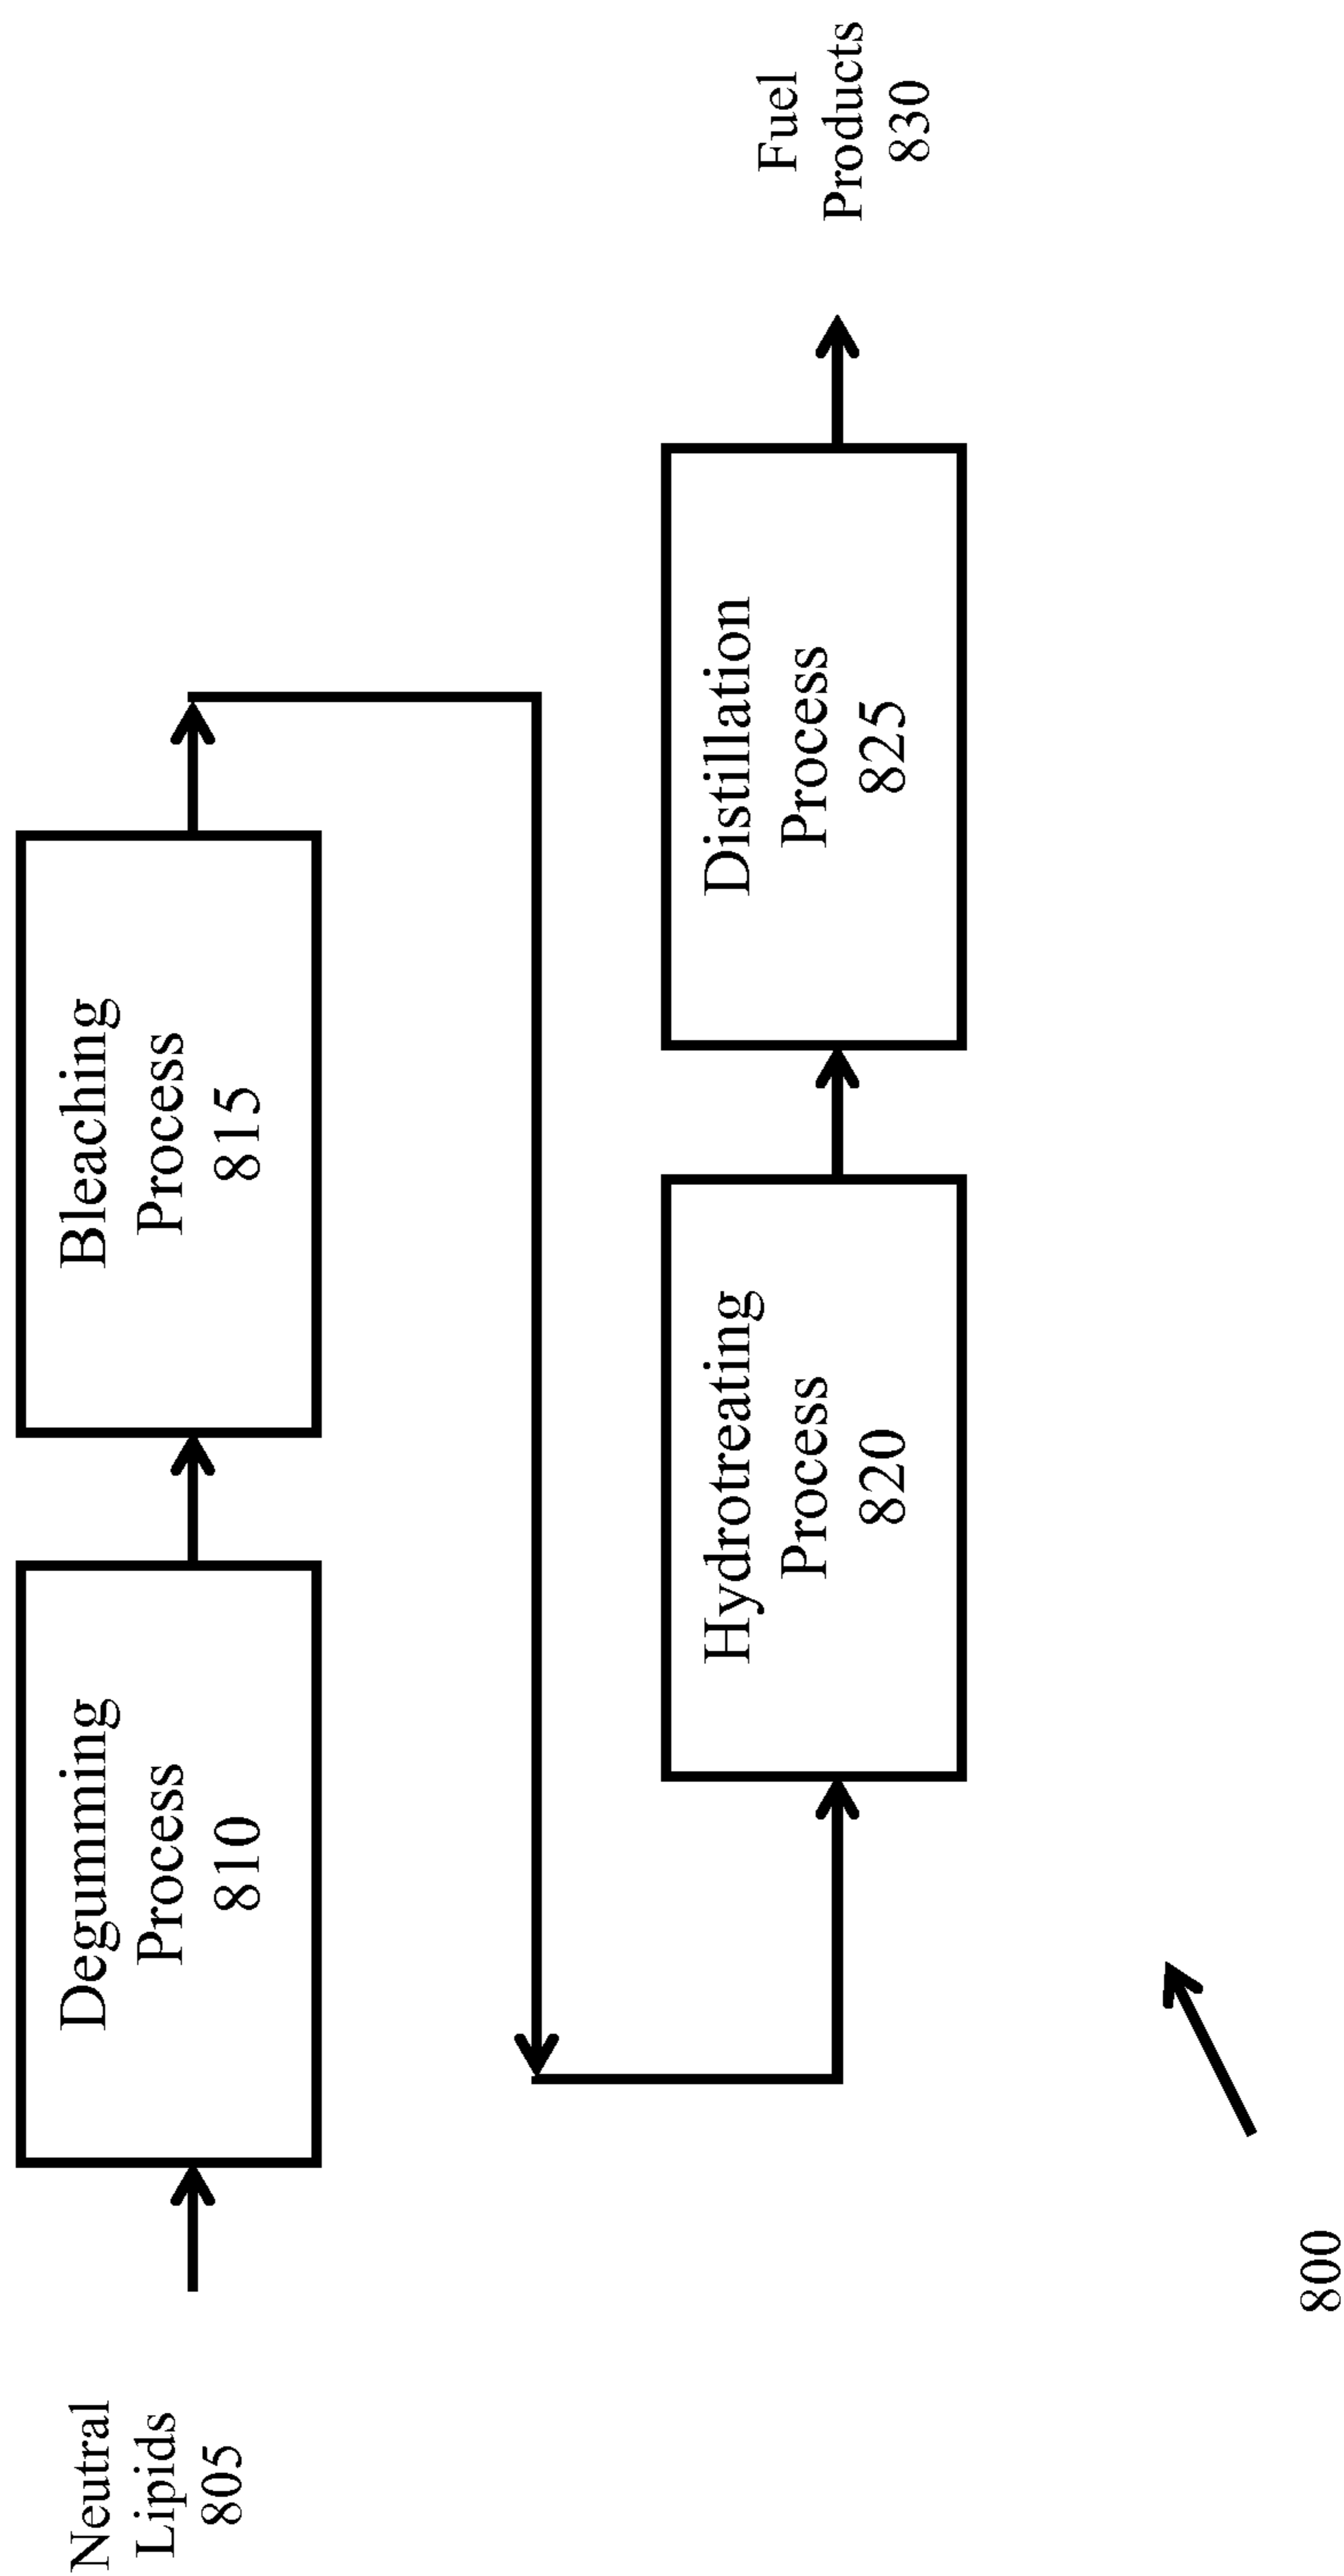 Neutral
Lipids
805
Degumming
Process
810
Bleaching
Process
815
Hydrotreating
Process
820
Distillation
Process
825
Fuel
Products
830
800